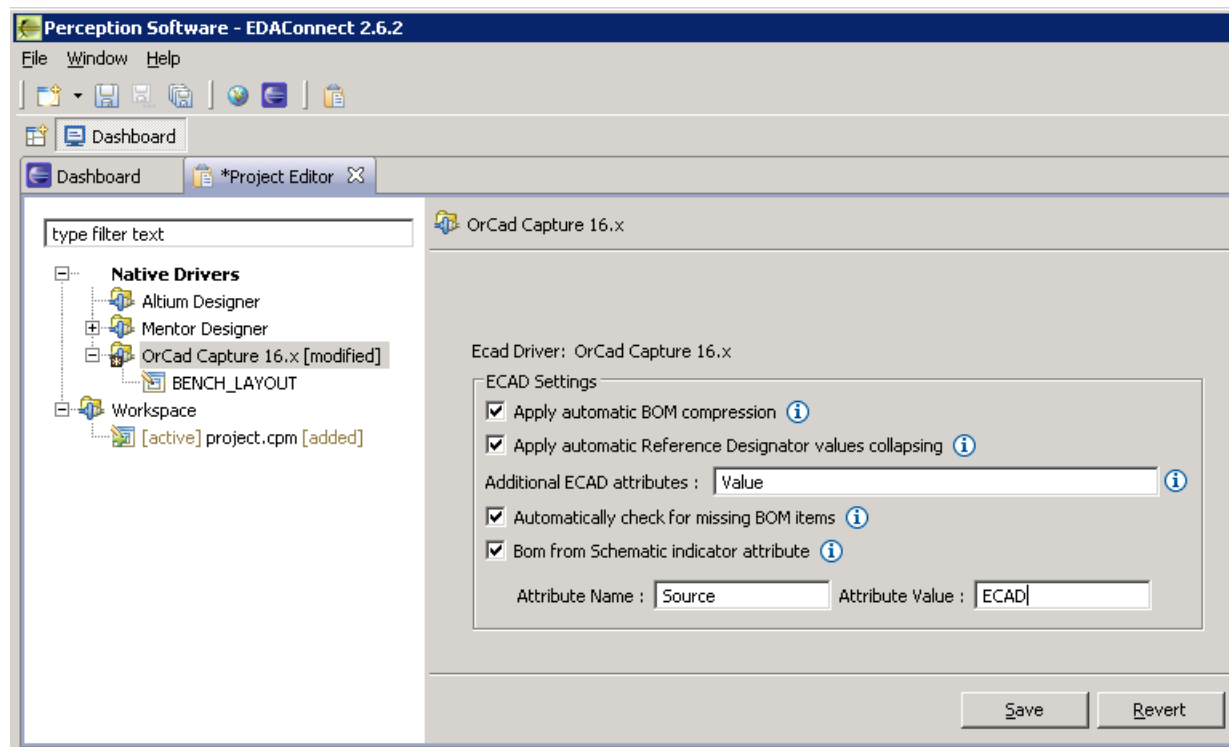 Perception Software - EDAConnect 2.6.2
File Window Help
Dashboard
Dashboard *Project Editor
type filter text
OrCad Capture 16.x
Native Drivers
Altium Designer
Mentor Designer
OrCad Capture 16.x [modified]
BENCH_LAYOUT
Workspace
[active] project.cpm [added]
Ecad Driver: OrCad Capture 16.x
ECAD Settings
Apply automatic BOM compression
Apply automatic Reference Designator values collapsing
Additional ECAD attributes : Value
Automatically check for missing BOM items
Bom from Schematic indicator attribute
Attribute Name : Source Attribute Value : ECAD
Save Revert